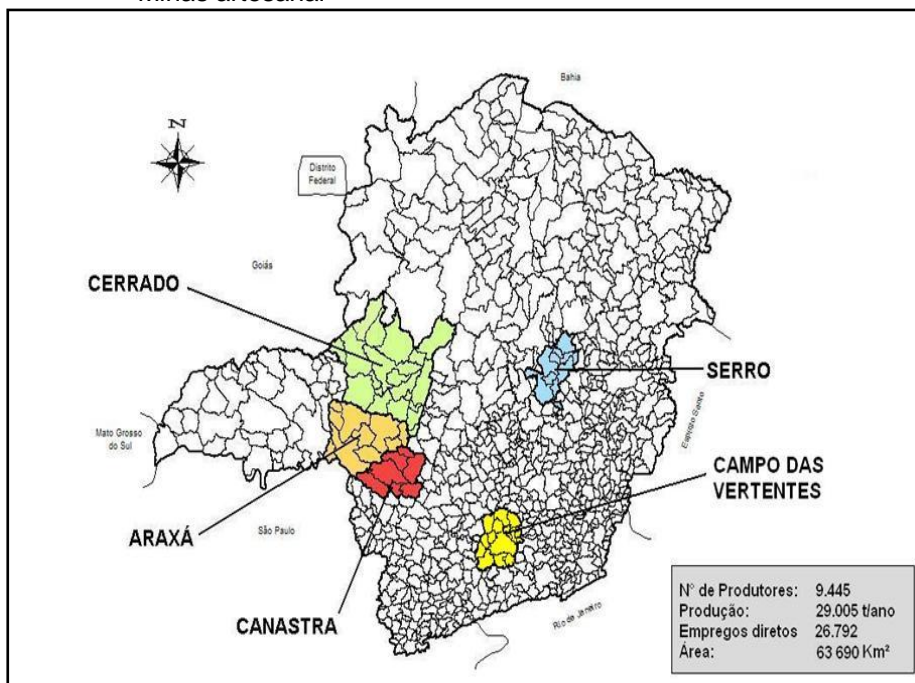 Minas artesanal
Bahia
N
Distrito
Federal
Goiás
CERRADO
SERRO
Mato Grosso
do Sul
Espírito Santo
CAMPO DAS
VERTENTES
ARAXÁ
São Paulo
CANASTRA
Rio de Janeiro
N° de Produtores: 9.445
Produção: 29.005 t/ano
Empregos diretos 26.792
Área: 63 690 Km²